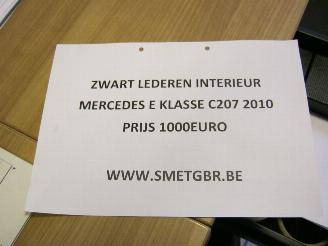 ZWART LEDEREN INTERIEUR
MERCEDES E KLASSE C207 2010
PRIJS 1000EURO
WWW.SMETGBR.BE